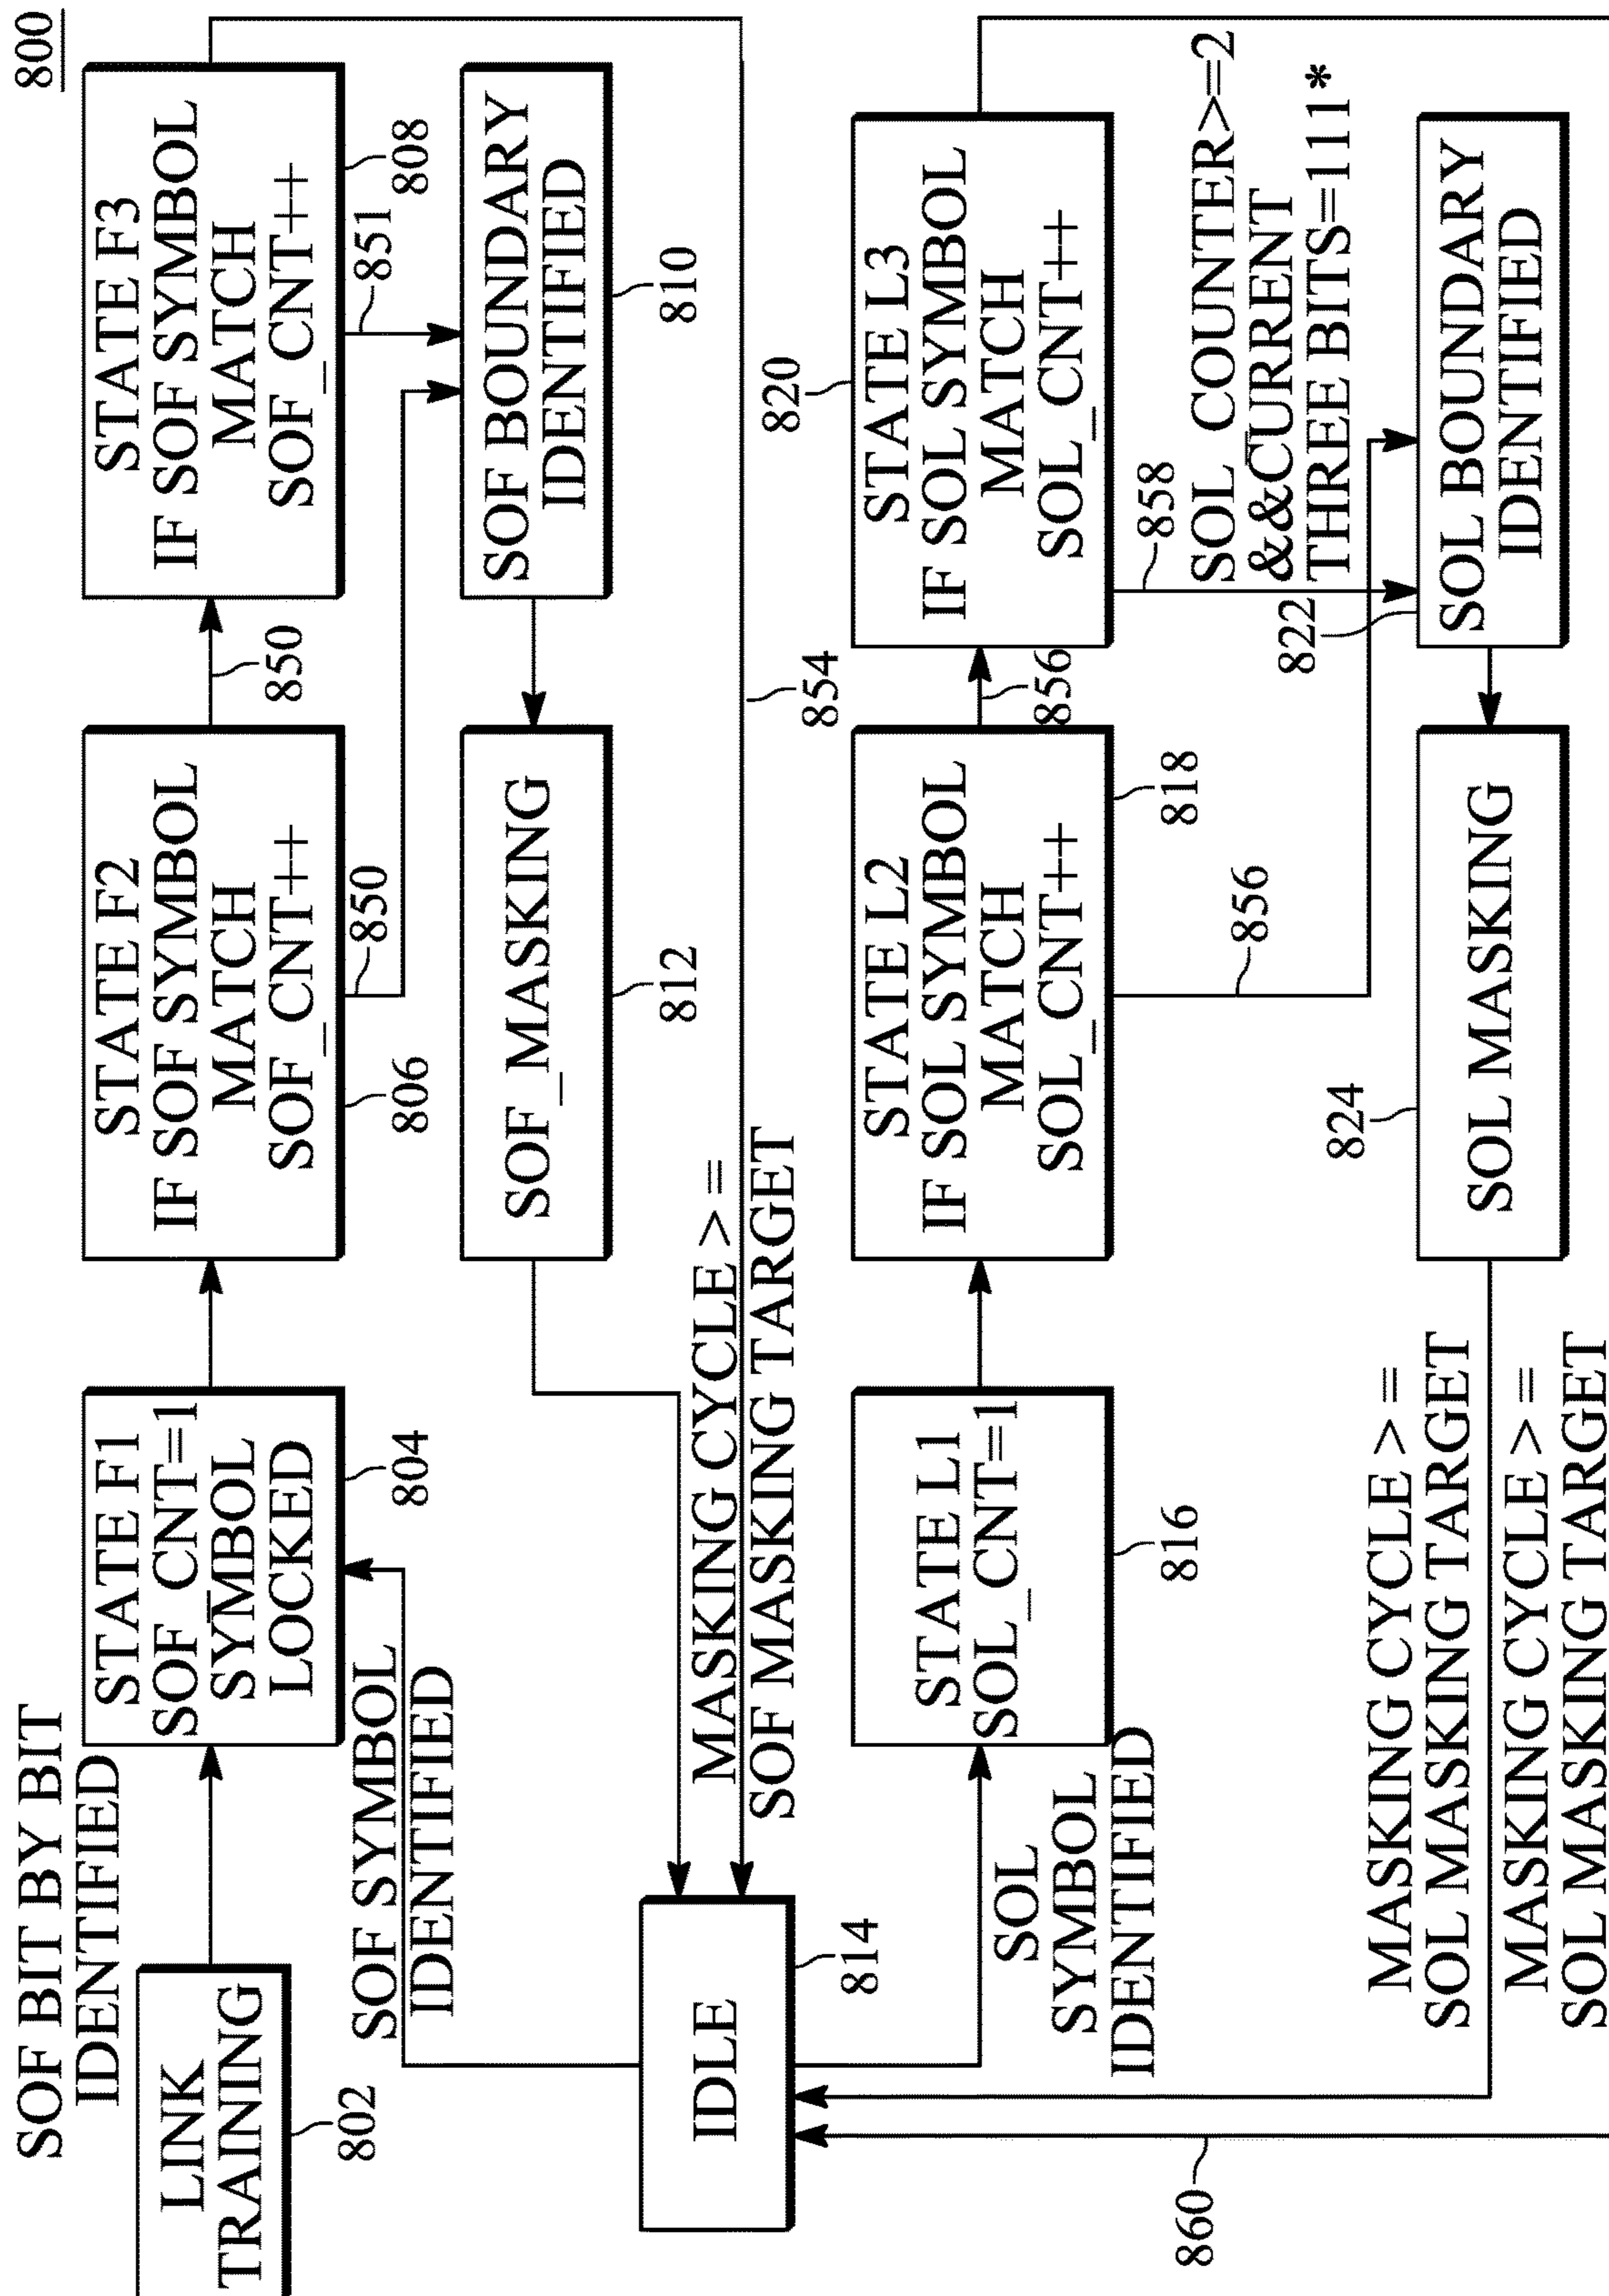 800
SOF BIT BY BIT
IDENTIFIED
LINK
TRAINING
802
STATE F1
SOF_CNT=1
SYMBOL
LOCKED
804
STATE F2
IF SOF SYMBOL
MATCH
SOF_CNT++
806
850
STATE F3
IF SOF SYMBOL
MATCH
SOF_CNT++
808
850
851
SOF SYMBOL
IDENTIFIED
SOF_MASKING
812
SOF BOUNDARY
IDENTIFIED
810
IDLE
814
MASKING CYCLE >=
SOF MASKING TARGET
854
SOL
SYMBOL
IDENTIFIED
STATE L1
SOL_CNT=1
816
STATE L2
IF SOL SYMBOL
MATCH
SOL_CNT++
818
856
STATE L3
IF SOL SYMBOL
MATCH
SOL_CNT++
820
856
858
SOL_COUNTER>=2
&&CURRENT
THREE BITS=111*
822
SOL BOUNDARY
IDENTIFIED
824
SOL MASKING
MASKING CYCLE >=
SOL MASKING TARGET
MASKING CYCLE >=
SOL MASKING TARGET
860